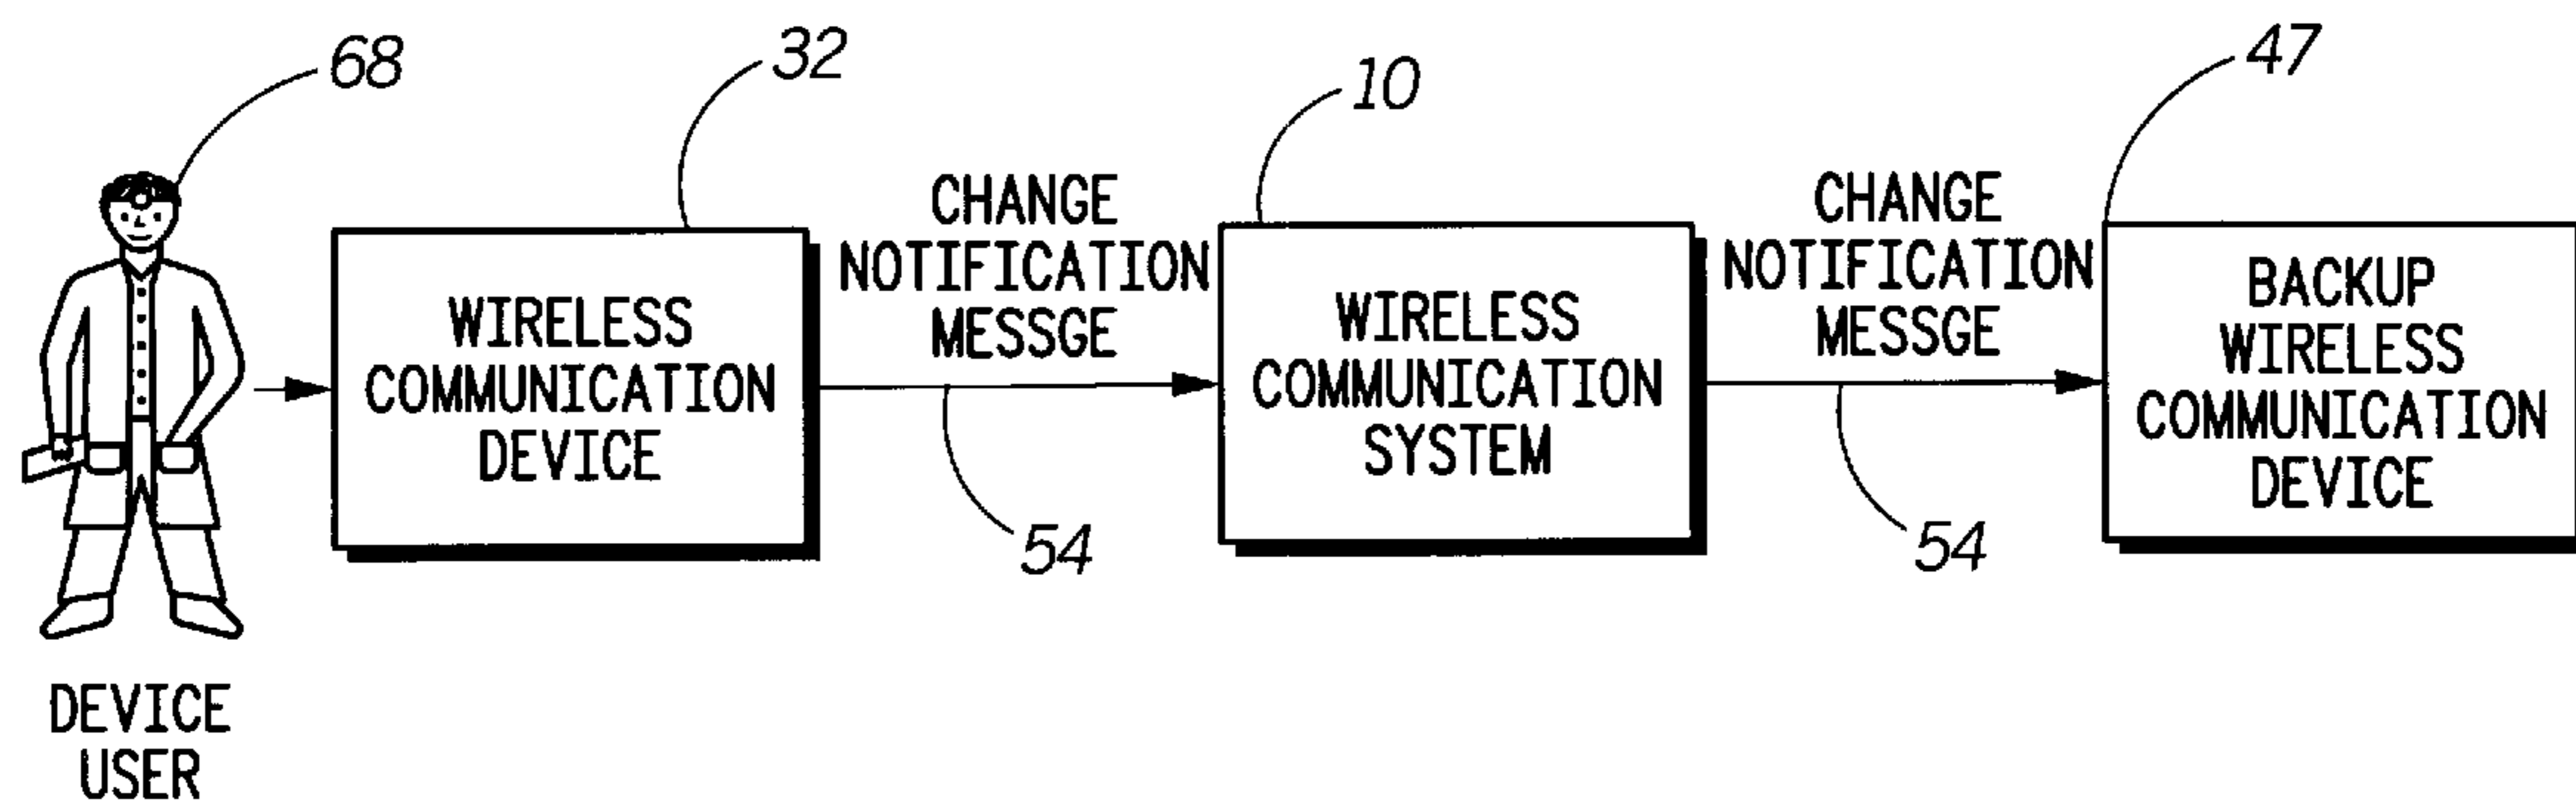 68
32
10
47
CHANGE
NOTIFICATION
MESSGE
CHANGE
NOTIFICATION
MESSGE
WIRELESS
COMMUNICATION
DEVICE
WIRELESS
COMMUNICATION
SYSTEM
BACKUP
WIRELESS
COMMUNICATION
DEVICE
54
54
DEVICE
USER